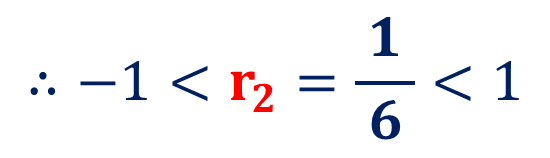 ∴ −1 < r₂ = 1/6 < 1